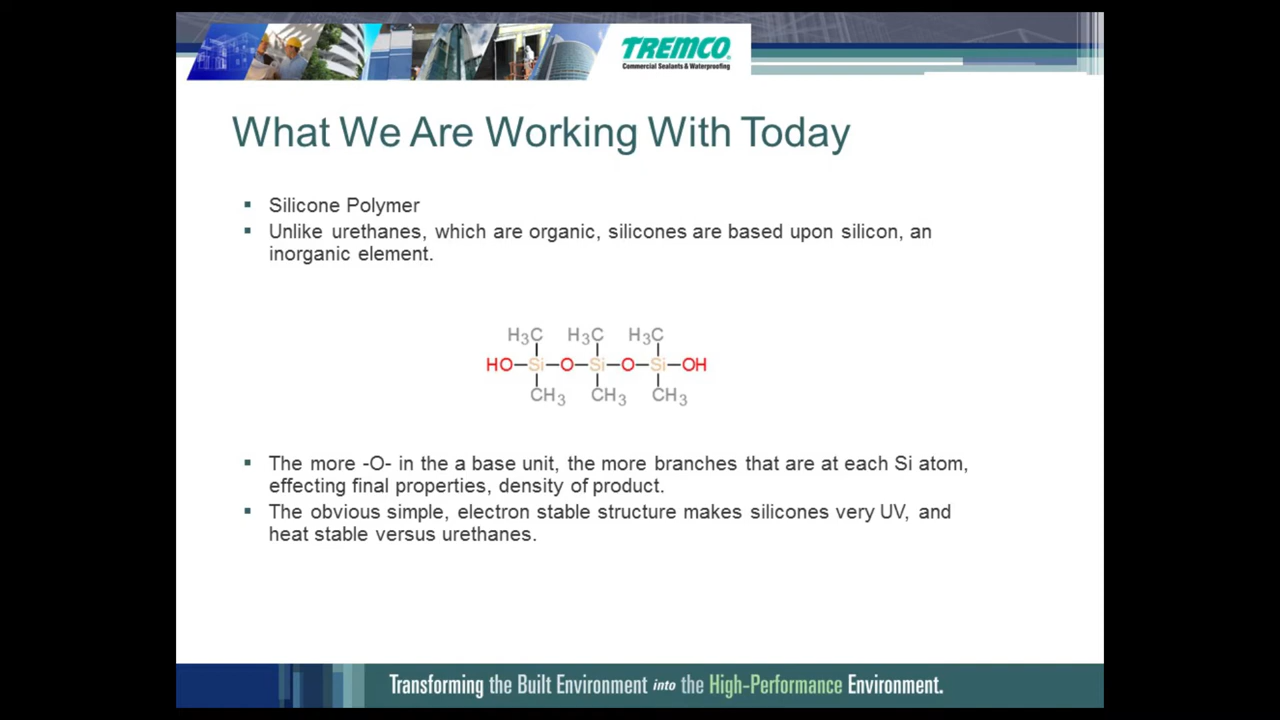 TREMCO
Commercial Sealants & Waterproofing
What We Are Working With Today
Silicone Polymer
Unlike urethanes, which are organic, silicones are based upon silicon, an
inorganic element.
H3C H3C H3C
HO—Si—O—Si—O—Si—OH
CH3 CH3 CH3
The more -O- in the a base unit, the more branches that are at each Si atom,
effecting final properties, density of product.
The obvious simple, electron stable structure makes silicones very UV, and
heat stable versus urethanes.
Transforming the Built Environment into the High-Performance Environment.